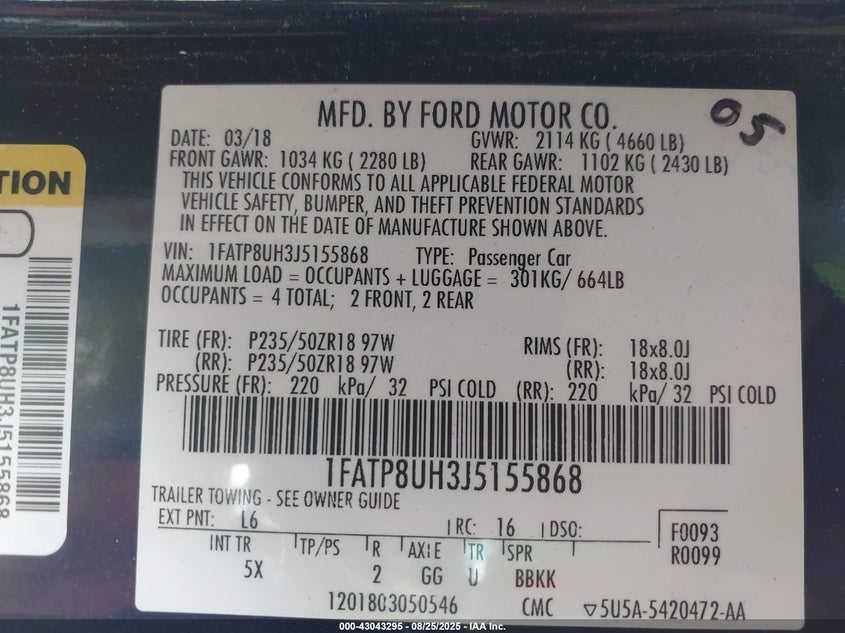 05
MFD. BY FORD MOTOR CO.
DATE: 03/18 GVWR: 2114 KG ( 4660 LB)
FRONT GAWR: 1034 KG ( 2280 LB) REAR GAWR: 1102 KG ( 2430 LB)
THIS VEHICLE CONFORMS TO ALL APPLICABLE FEDERAL MOTOR
VEHICLE SAFETY, BUMPER, AND THEFT PREVENTION STANDARDS
IN EFFECT ON THE DATE OF MANUFACTURE SHOWN ABOVE.
VIN: 1FATP8UH3J5155868 TYPE: Passenger Car
MAXIMUM LOAD = OCCUPANTS + LUGGAGE = 301KG/ 664LB
OCCUPANTS = 4 TOTAL; 2 FRONT, 2 REAR
TIRE (FR): P235/50ZR18 97W RIMS (FR): 18x8.0J
(RR): P235/50ZR18 97W (RR): 18x8.0J
PRESSURE (FR): 220 kPa/ 32 PSI COLD (RR): 220 kPa/ 32 PSI COLD
1FATP8UH3J5155868
TRAILER TOWING - SEE OWNER GUIDE
EXT PNT: L6 RC: 16 DSO: F0093
R0099
INT TR TP/PS R AXLE TR SPR
5X 2 GG U BBKK
1201803050546 CMC ▽5U5A-5420472-AA
TION
1FATP8UH3J5155868
000-43043295 - 08/25/2025 - IAA Inc.